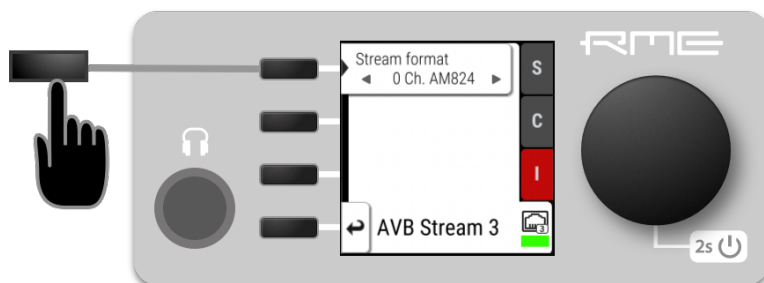 RME
Stream format
◄ 0 Ch. AM824 ►
S
C
I
AVB Stream 3
3
2s